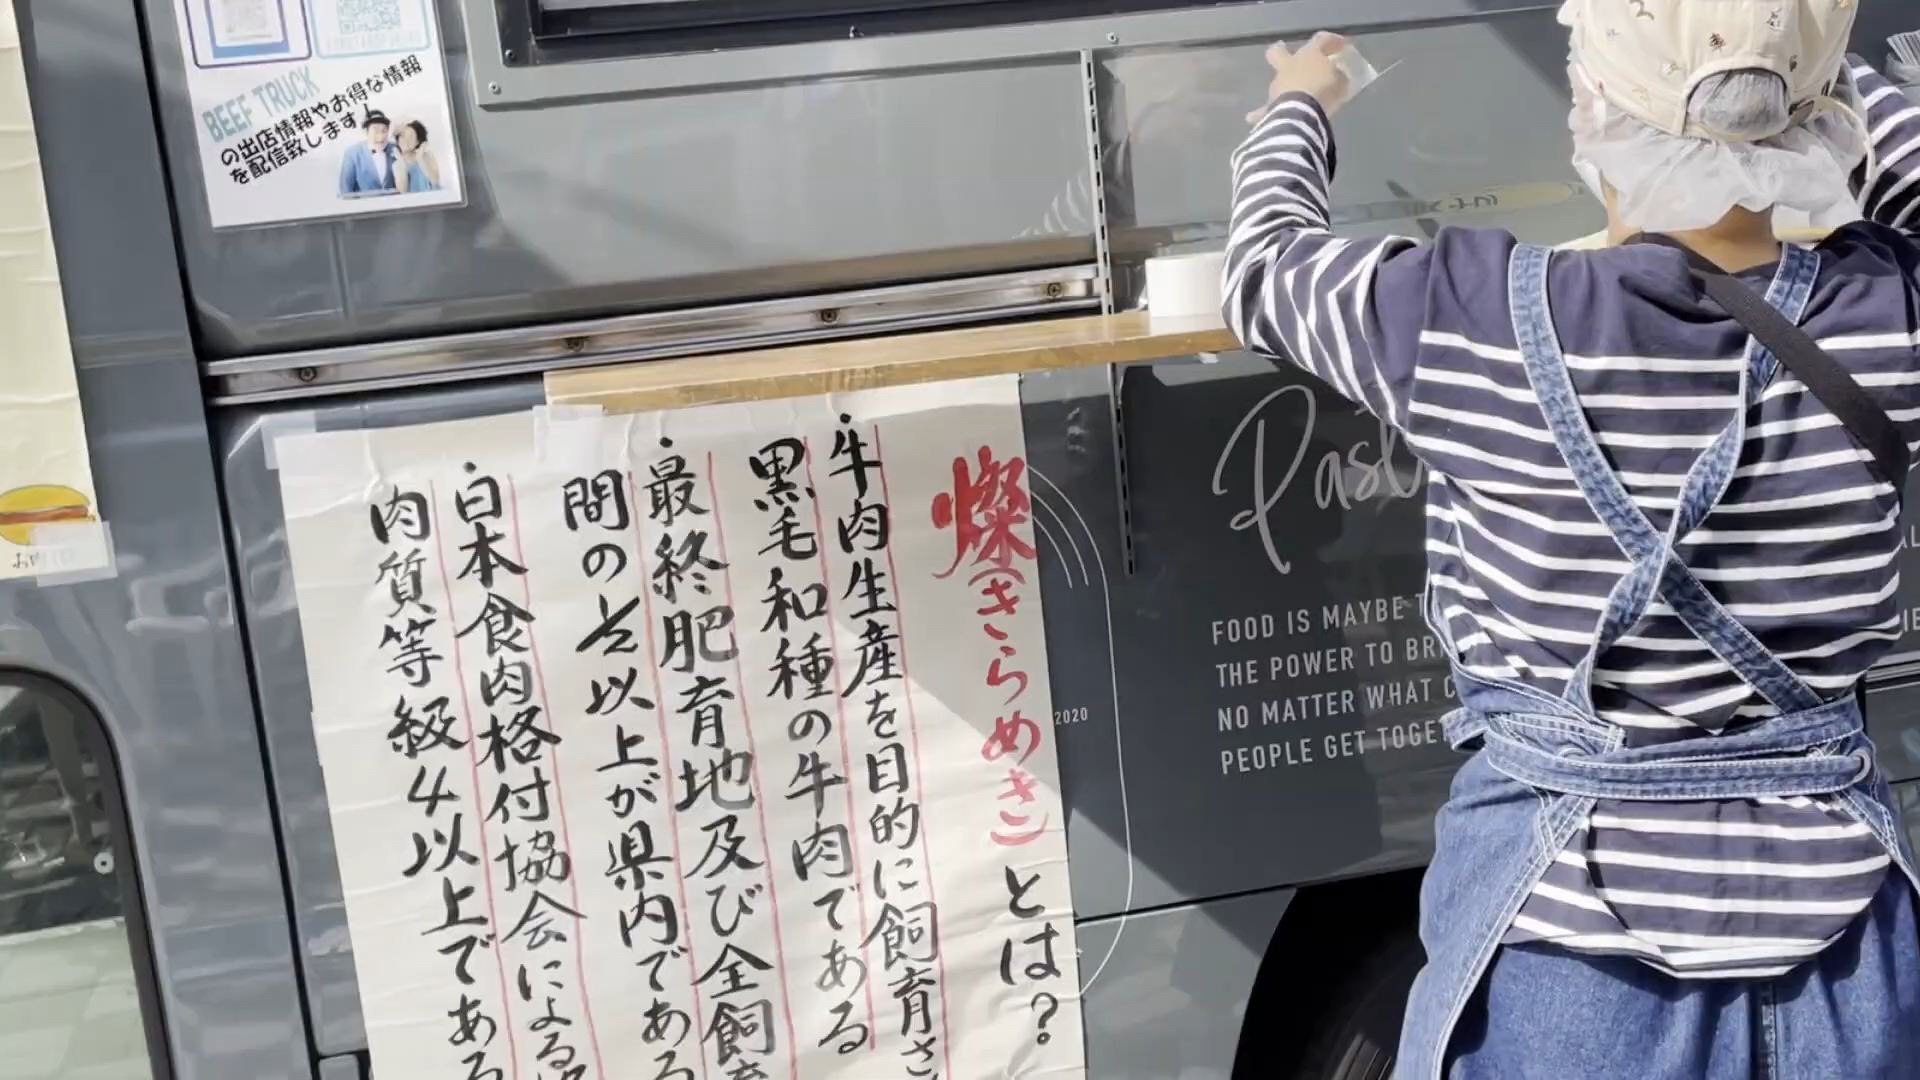 BEEF TRUCK
の出店情報やお得な情報
を配信致します！
燦(きらめき)とは？
・牛肉生産を目的に飼育さ
黒毛和種の牛肉である
・最終肥育地及び全飼育
間の½以上が県内である
・日本食肉格付協会による
肉質等級4以上である
2020
FOOD IS MAYBE
THE POWER TO
NO MATTER WHAT
PEOPLE GET